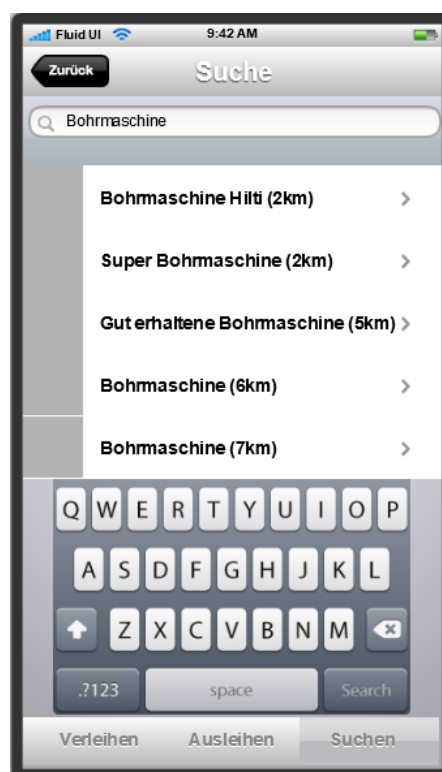 Fluid UI 9:42 AM
Zurück Suche
Bohrmaschine
Bohrmaschine Hilti (2km)
Super Bohrmaschine (2km)
Gut erhaltene Bohrmaschine (5km)
Bohrmaschine (6km)
Bohrmaschine (7km)
Q W E R T Y U I O P
A S D F G H J K L
Z X C V B N M
.?123 space Search
Verleihen Ausleihen Suchen